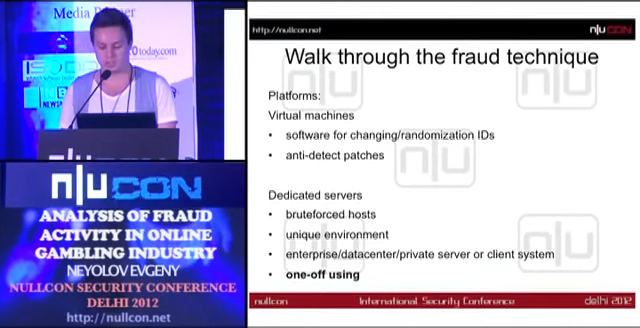 Media Partner
today.com
n|u CON
ANALYSIS OF FRAUD
ACTIVITY IN ONLINE
GAMBLING INDUSTRY
NEYOLOV EVGENY
NULLCON SECURITY CONFERENCE
DELHI 2012
http://nullcon.net
http://nullcon.net
n|u CON
Walk through the fraud technique
Platforms:
Virtual machines
• software for changing/randomization IDs
• anti-detect patches
Dedicated servers
• bruteforced hosts
• unique environment
• enterprise/datacenter/private server or client system
• one-off using
nullcon International Security Conference delhi 2012